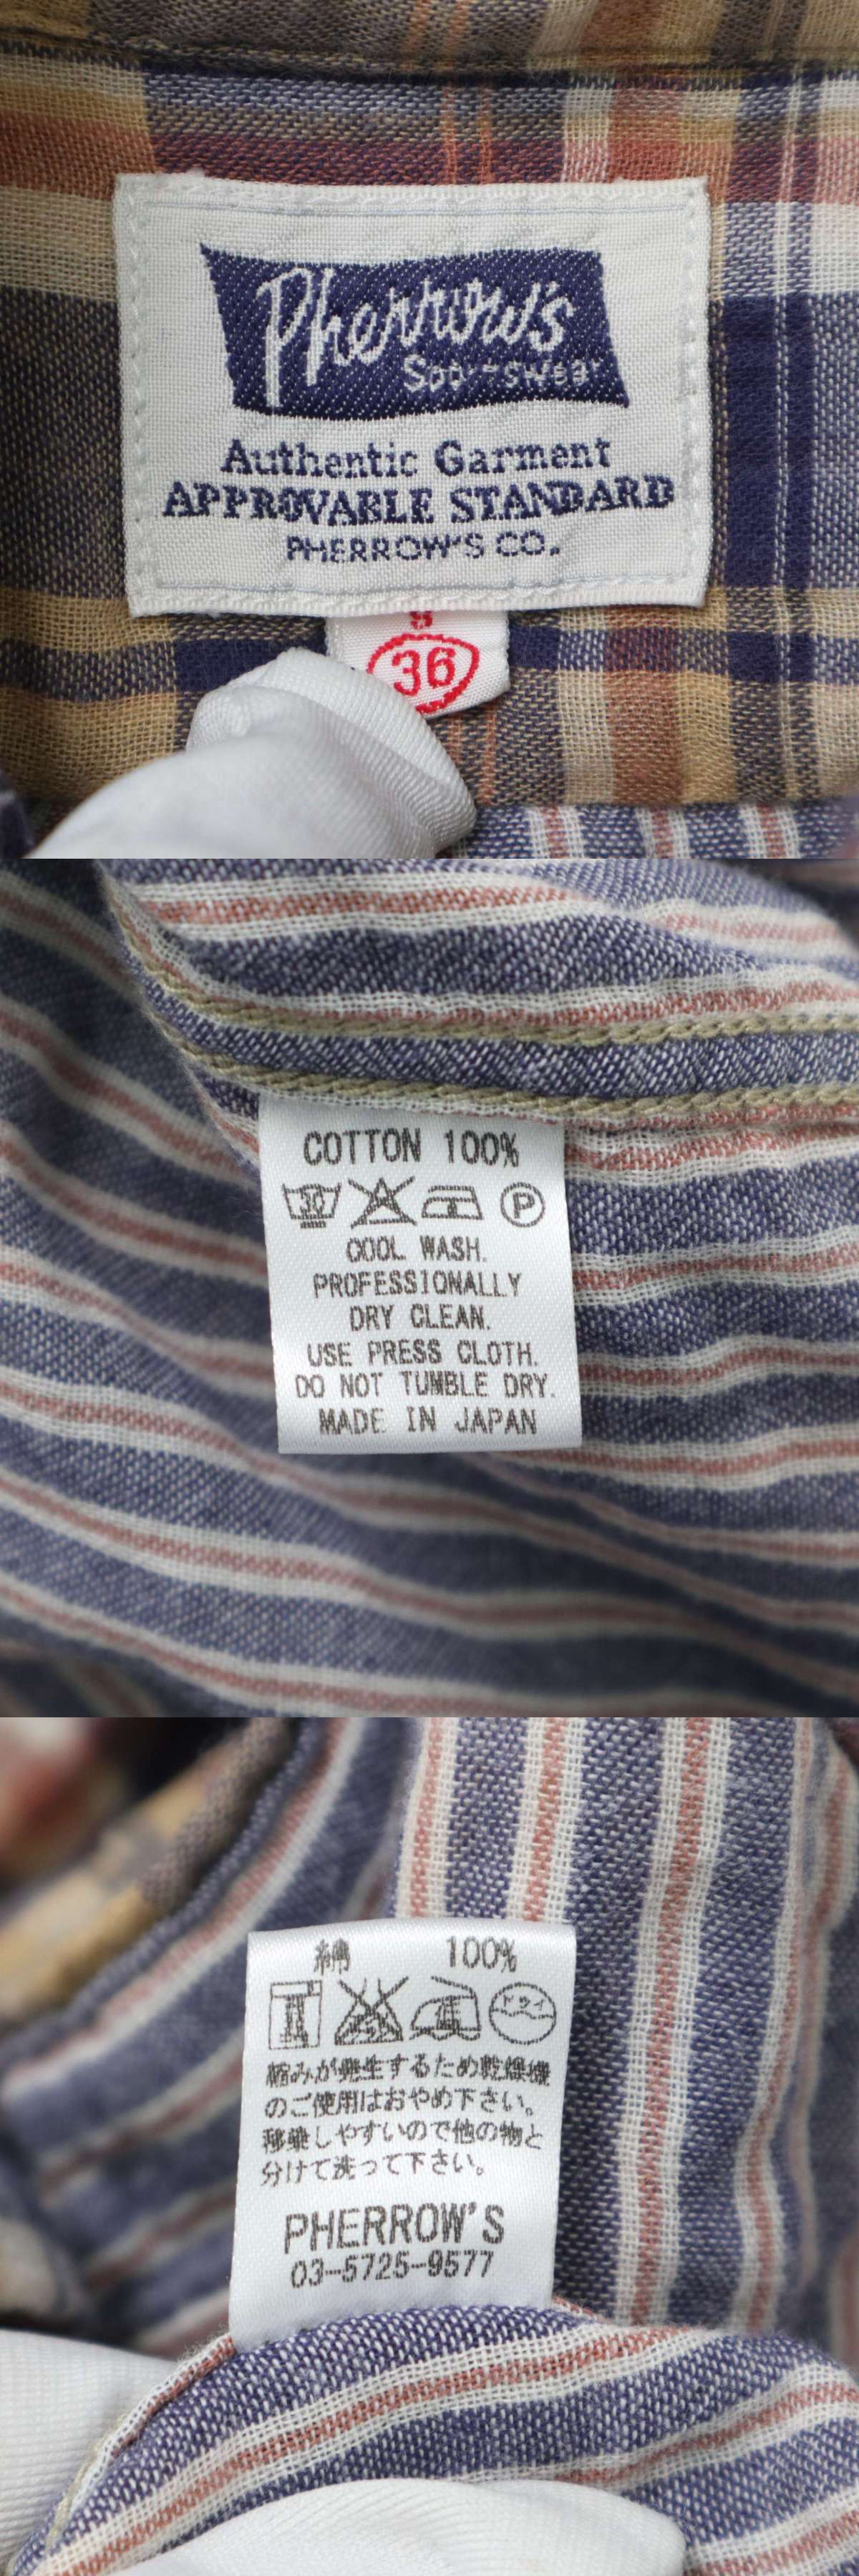 Pherrow's
Sportswear
Authentic Garment
APPROVABLE STANDARD
PHERROW'S CO.
S
36
COTTON 100%
30
P
COOL WASH.
PROFESSIONALLY
DRY CLEAN.
USE PRESS CLOTH.
DO NOT TUMBLE DRY.
MADE IN JAPAN
綿 100%
ドライ
縮みが発生するため乾燥機
のご使用はおやめ下さい。
移染しやすいので他の物と
分けて洗って下さい。
PHERROW'S
03-5725-9577